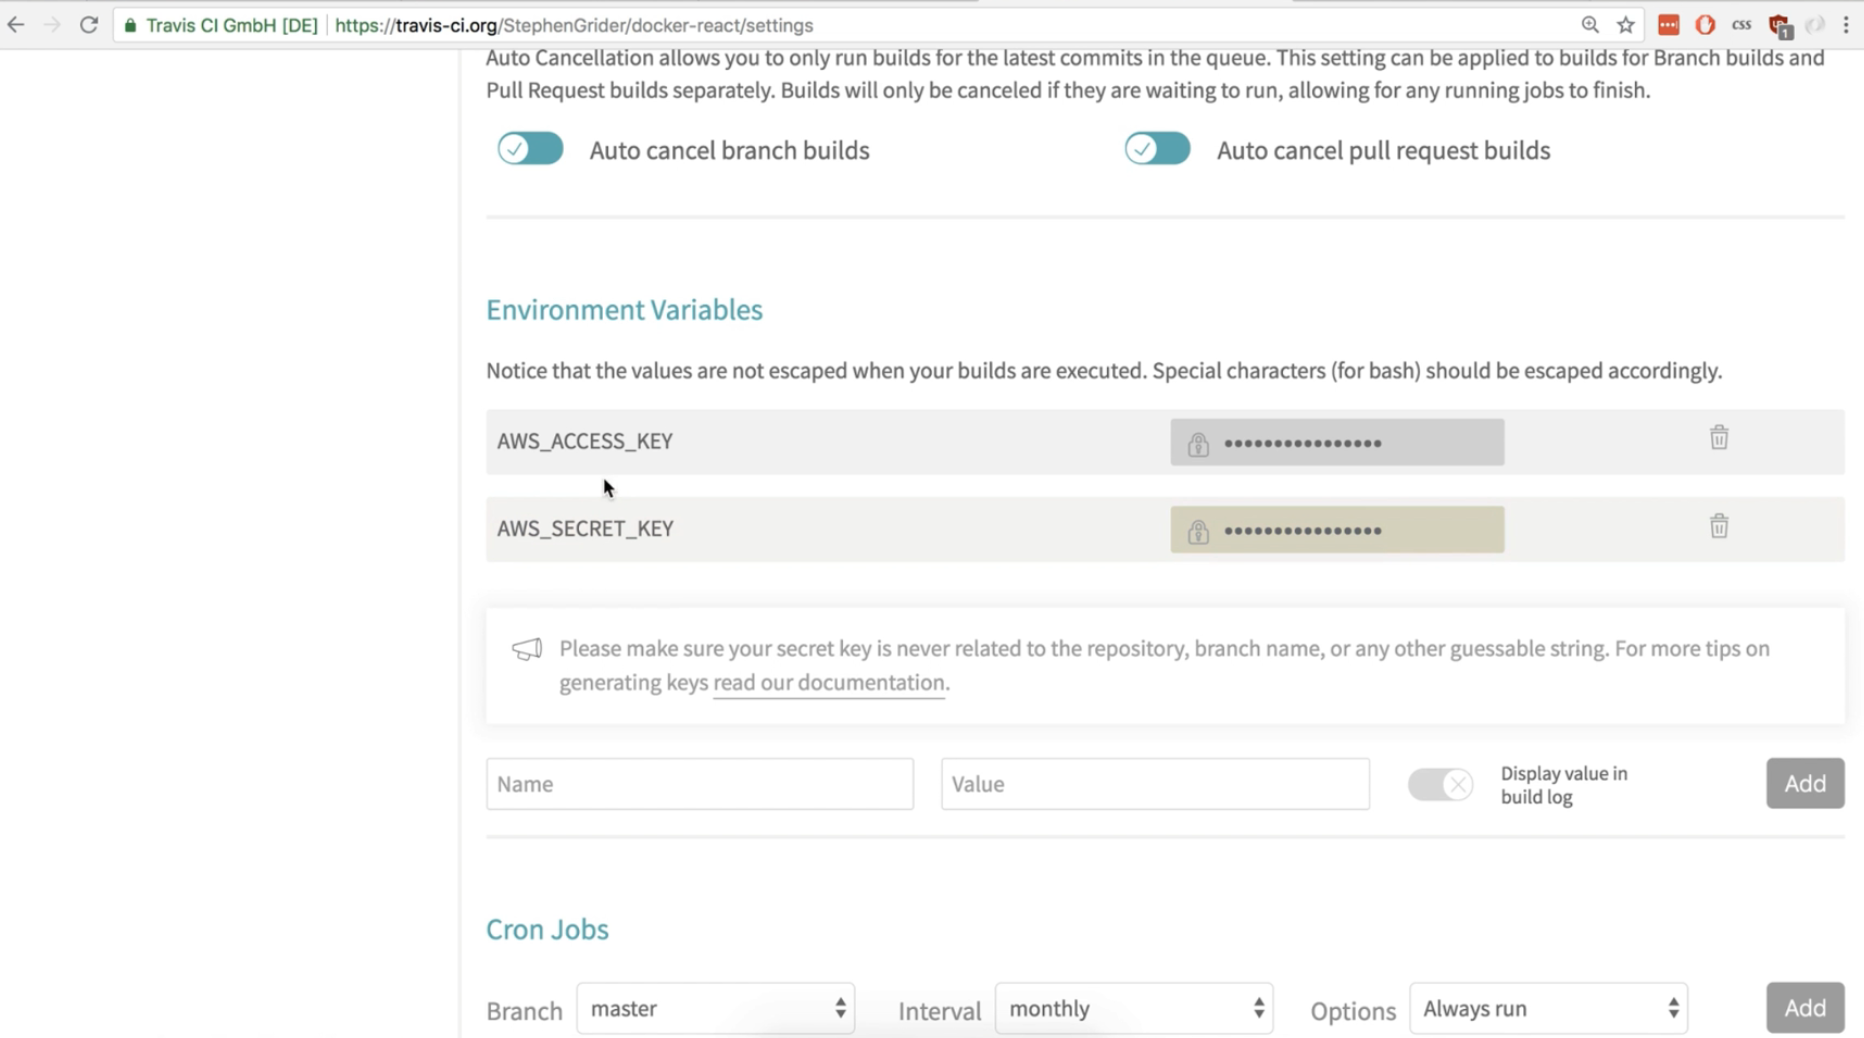 Travis CI GmbH [DE] https://travis-ci.org/StephenGrider/docker-react/settings
css
1
Auto Cancellation allows you to only run builds for the latest commits in the queue. This setting can be applied to builds for Branch builds and
Pull Request builds separately. Builds will only be canceled if they are waiting to run, allowing for any running jobs to finish.
Auto cancel branch builds
Auto cancel pull request builds
Environment Variables
Notice that the values are not escaped when your builds are executed. Special characters (for bash) should be escaped accordingly.
AWS_ACCESS_KEY ••••••••••••••••
AWS_SECRET_KEY ••••••••••••••••
Please make sure your secret key is never related to the repository, branch name, or any other guessable string. For more tips on
generating keys read our documentation.
Name
Value
Display value in
build log
Add
Cron Jobs
Branch master
Interval monthly
Options Always run
Add